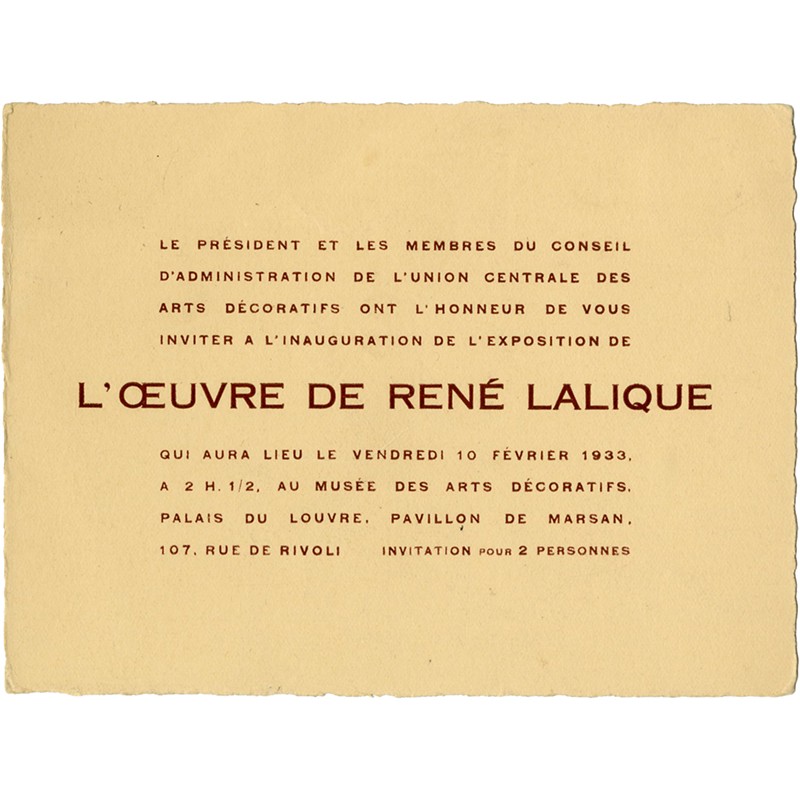 LE PRÉSIDENT ET LES MEMBRES DU CONSEIL
D'ADMINISTRATION DE L'UNION CENTRALE DES
ARTS DÉCORATIFS ONT L'HONNEUR DE VOUS
INVITER A L'INAUGURATION DE L'EXPOSITION DE
L'ŒUVRE DE RENÉ LALIQUE
QUI AURA LIEU LE VENDREDI 10 FÉVRIER 1933,
A 2 H. 1/2, AU MUSÉE DES ARTS DÉCORATIFS,
PALAIS DU LOUVRE, PAVILLON DE MARSAN,
107, RUE DE RIVOLI INVITATION POUR 2 PERSONNES